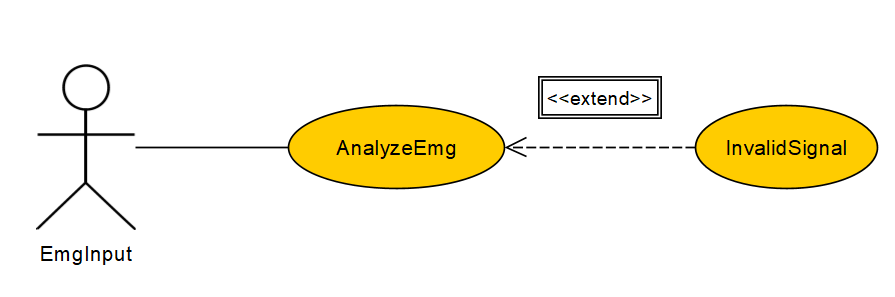 <<extend>>
AnalyzeEmg
InvalidSignal
EmgInput